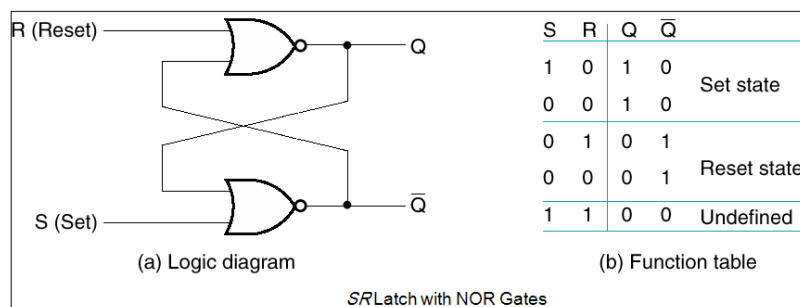 R (Reset)
Q
Q̅
S (Set)
(a) Logic diagram
S R Q Q̅
1 0 1 0
Set state
0 0 1 0
0 1 0 1
Reset state
0 0 0 1
1 1 0 0 Undefined
(b) Function table
SR Latch with NOR Gates